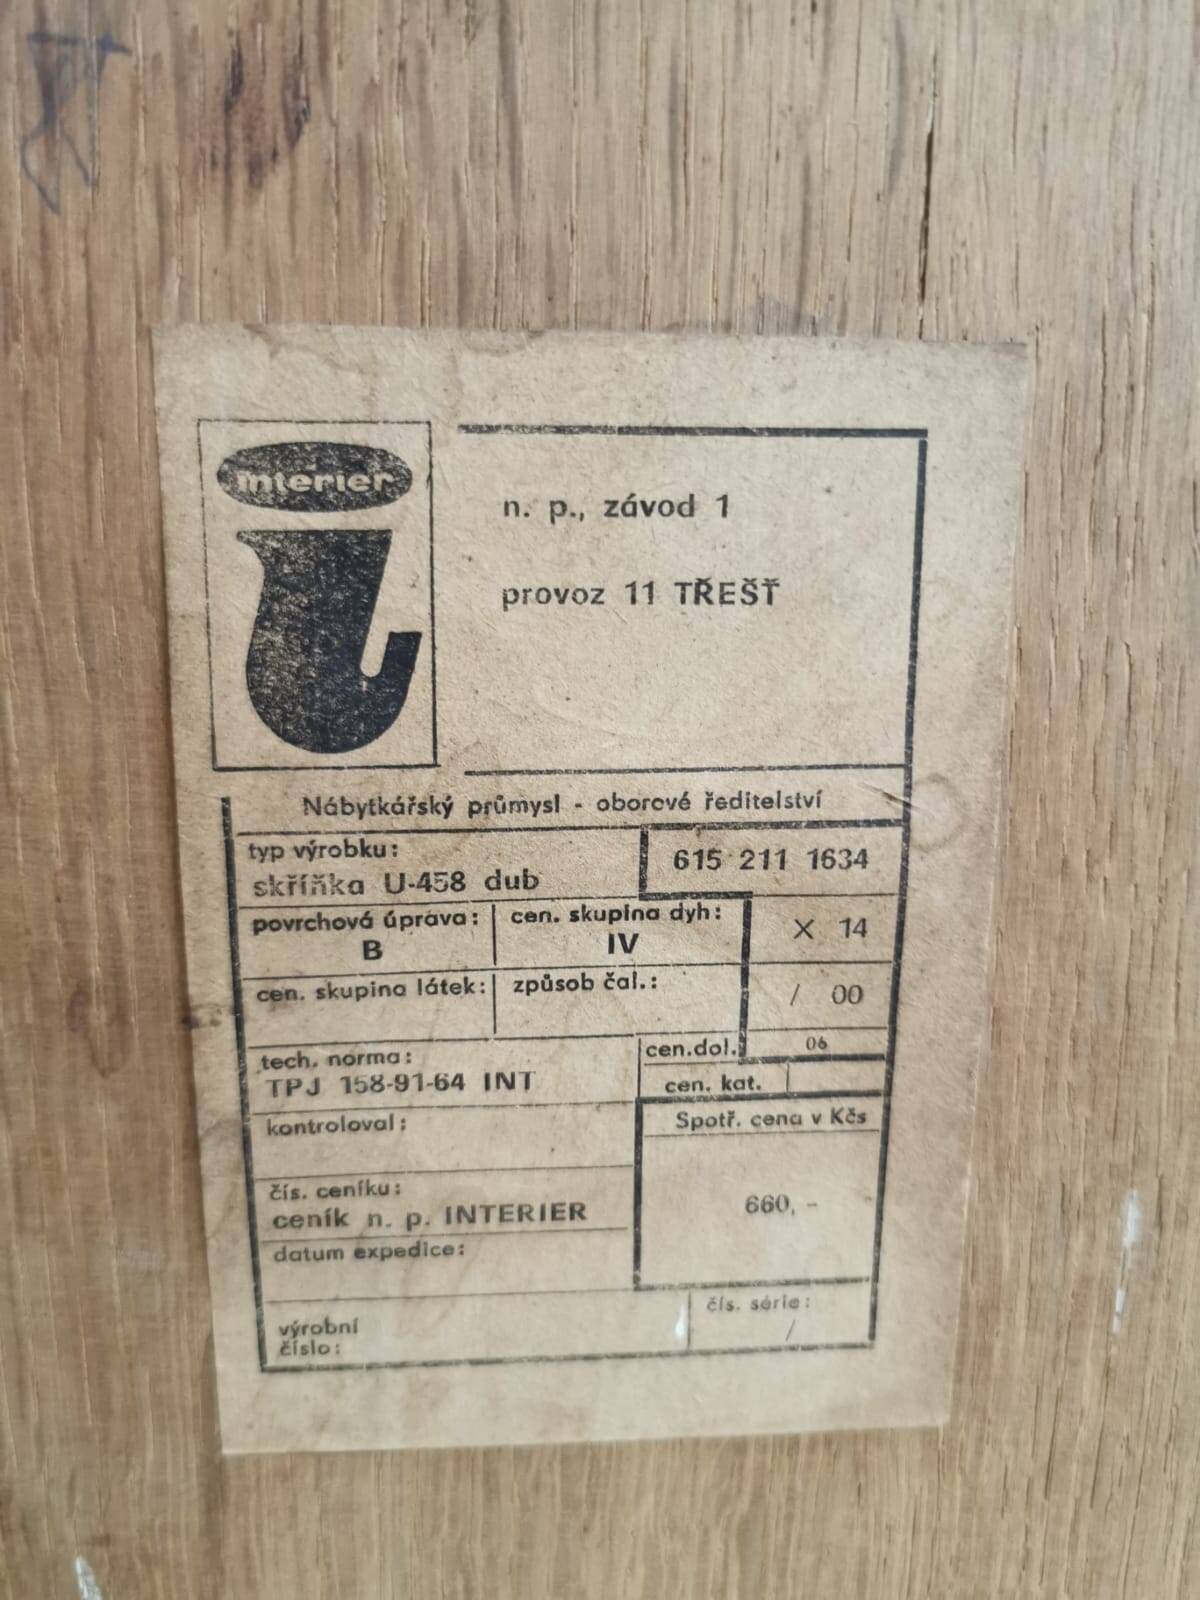 interier
n. p., závod 1
provoz 11 TŘEŠŤ
Nábytkářský průmysl - oborové ředitelství
typ výrobku:
skříňka U-458 dub
615 211 1634
povrchová úprava:
B
cen. skupina dyh:
IV
X 14
cen. skupina látek:
způsob čal.:
/ 00
tech. norma:
TPJ 158-91-64 INT
cen.dol.
06
cen. kat.
kontroloval:
Spotř. cena v Kčs
660,-
čís. ceníku:
ceník n. p. INTERIER
datum expedice:
výrobní
číslo:
čís. série:
/